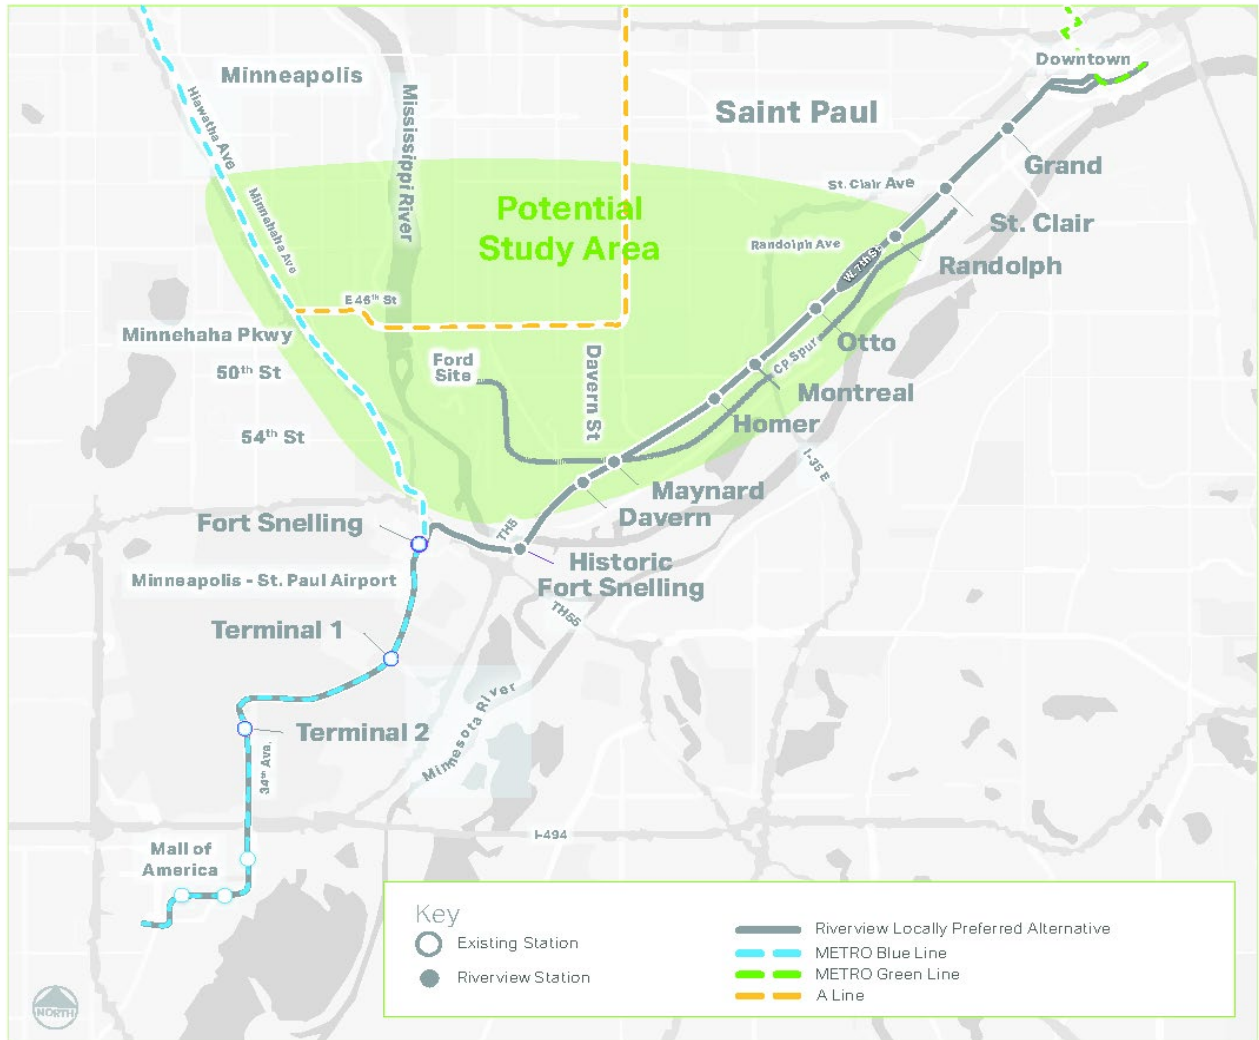 Downtown
Minneapolis
Saint Paul
Hiawatha Ave
Mississippi River
Grand
St. Clair Ave
Minnehaha Ave
Potential
Study Area
St. Clair
Randolph Ave
Randolph
W. 7th St.
E 46th St
Minnehaha Pkwy
Otto
Ford
Site
Davern St
CP Spur
50th St
Montreal
Homer
54th St
I-35 E
Maynard
Davern
Fort Snelling
TH5
Historic
Fort Snelling
Minneapolis - St. Paul Airport
TH55
Terminal 1
Minnesota River
Terminal 2
34th Ave.
I-494
Mall of
America
Key
Existing Station
Riverview Station
Riverview Locally Preferred Alternative
METRO Blue Line
METRO Green Line
A Line
NORTH